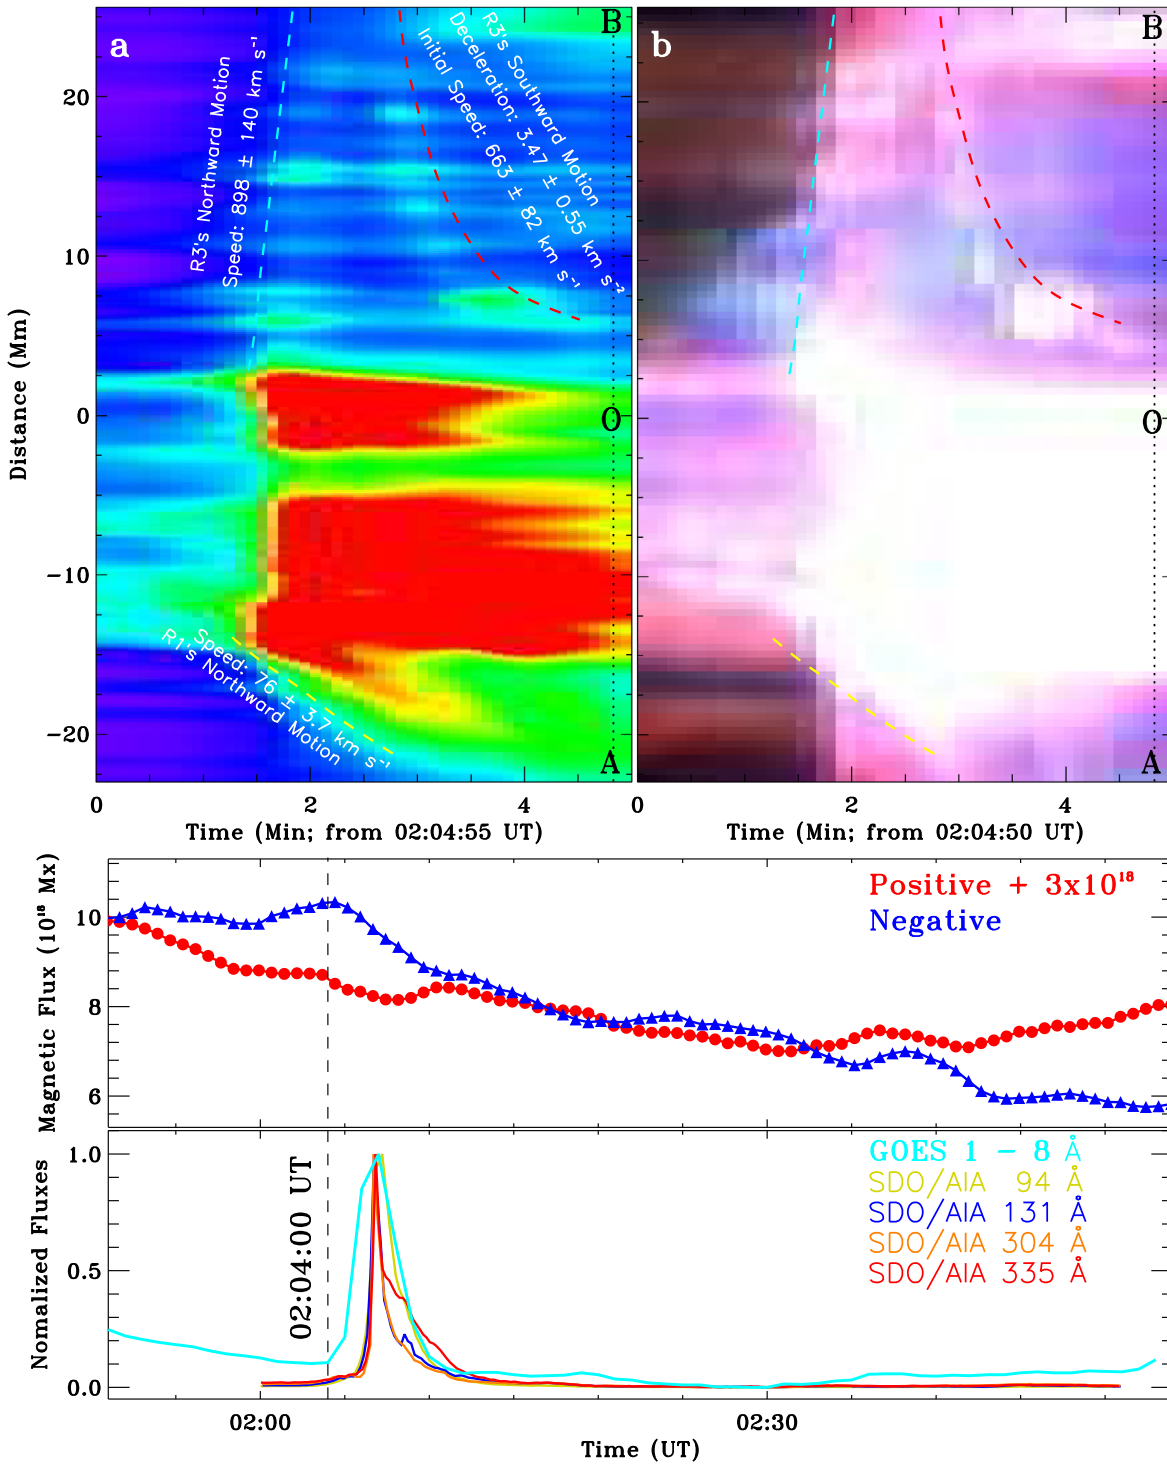 a
b
B
B
R3's Northward Motion
Speed: 898 ± 140 km s⁻¹
R3's Southward Motion
Deceleration: 3.47 ± 0.55 km s⁻²
Initial Speed: 663 ± 82 km s⁻¹
20
10
0
−10
−20
Distance (Mm)
O
O
Speed: 76 ± 3.7 km s⁻¹
R1's Northward Motion
A
A
0 2 4
0 2 4
Time (Min; from 02:04:55 UT)
Time (Min; from 02:04:50 UT)
Magnetic Flux (10¹⁸ Mx)
10
8
6
Positive + 3x10¹⁸
Negative
Nomalized Fluxes
1.0
0.5
0.0
02:04:00 UT
GOES 1 − 8 Å
SDO/AIA 94 Å
SDO/AIA 131 Å
SDO/AIA 304 Å
SDO/AIA 335 Å
02:00 02:30
Time (UT)